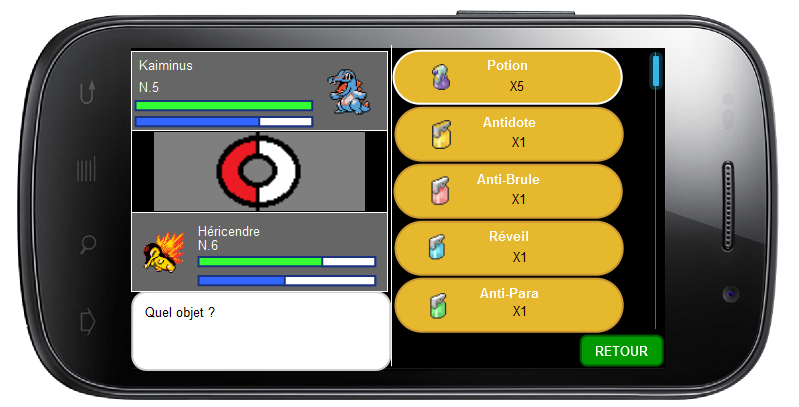 Kaiminus
N.5
Héricendre
N.6
Quel objet ?
Potion
X5
Antidote
X1
Anti-Brule
X1
Réveil
X1
Anti-Para
X1
RETOUR